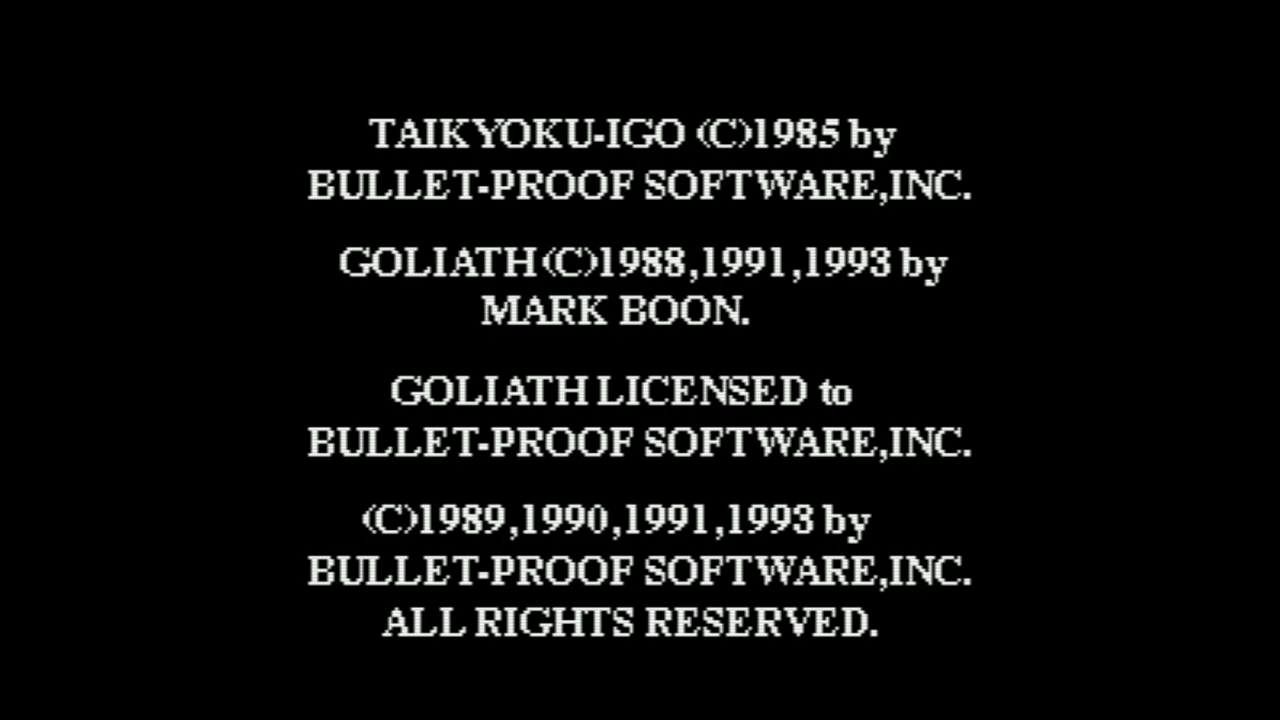 TAIKYOKU-IGO (C)1985 by
BULLET-PROOF SOFTWARE,INC.
GOLIATH(C)1988,1991,1993 by
MARK BOON.
GOLIATH LICENSED to
BULLET-PROOF SOFTWARE,INC.
(C)1989,1990,1991,1993 by
BULLET-PROOF SOFTWARE,INC.
ALL RIGHTS RESERVED.